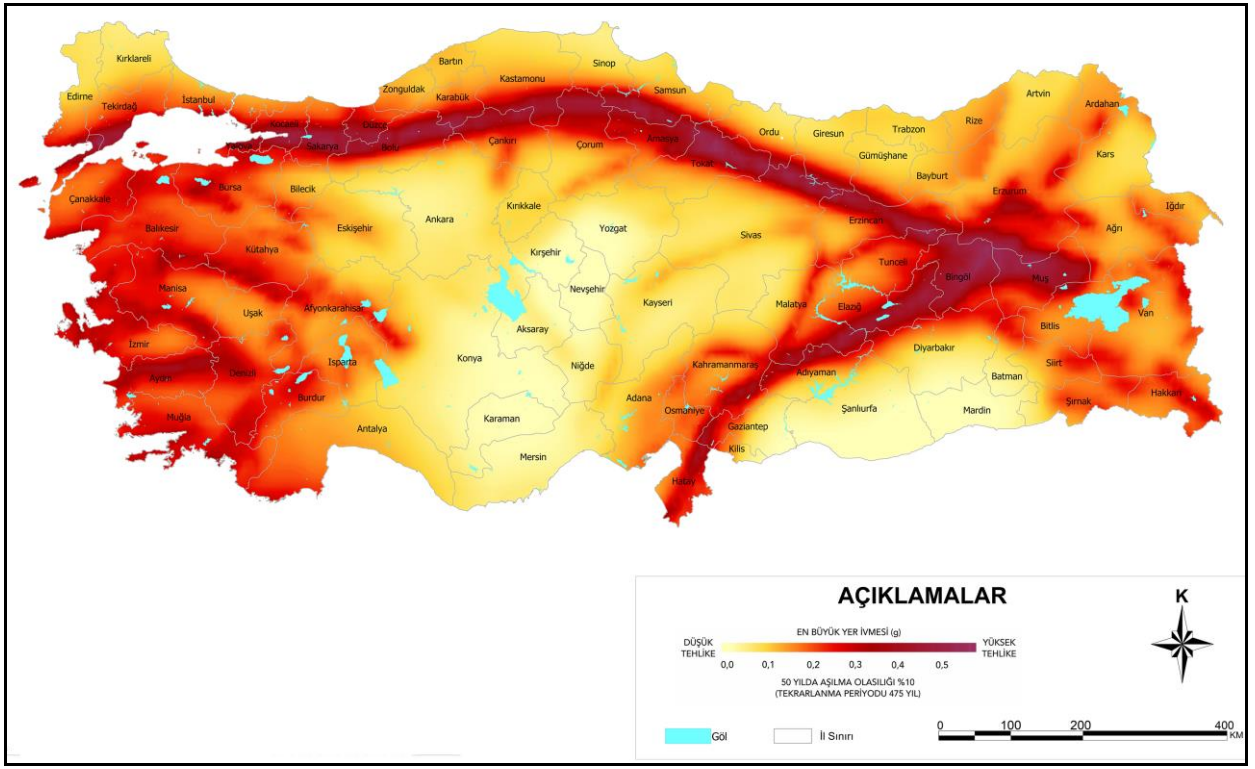 Kırklareli
Edirne
Tekirdağ
İstanbul
Kocaeli
Yalova
Sakarya
Düzce
Bolu
Zonguldak
Bartın
Karabük
Kastamonu
Sinop
Samsun
Çankırı
Çorum
Amasya
Tokat
Ordu
Giresun
Trabzon
Gümüşhane
Rize
Bayburt
Artvin
Ardahan
Kars
Erzurum
Erzincan
Iğdır
Ağrı
Çanakkale
Bursa
Bilecik
Balıkesir
Kütahya
Eskişehir
Ankara
Kırıkkale
Yozgat
Kırşehir
Sivas
Tunceli
Bingöl
Muş
Manisa
Uşak
Afyonkarahisar
Nevşehir
Kayseri
Malatya
Elazığ
Bitlis
Van
İzmir
Aydın
Denizli
Isparta
Burdur
Konya
Aksaray
Niğde
Kahramanmaraş
Adıyaman
Diyarbakır
Batman
Siirt
Muğla
Antalya
Karaman
Mersin
Adana
Osmaniye
Gaziantep
Kilis
Şanlıurfa
Mardin
Şırnak
Hakkari
Hatay
AÇIKLAMALAR
K
EN BÜYÜK YER İVMESİ (g)
DÜŞÜK
TEHLİKE
YÜKSEK
TEHLİKE
0,0 0,1 0,2 0,3 0,4 0,5
50 YILDA AŞILMA OLASILIĞI %10
(TEKRARLANMA PERİYODU 475 YIL)
Göl
İl Sınırı
0 100 200 400
KM